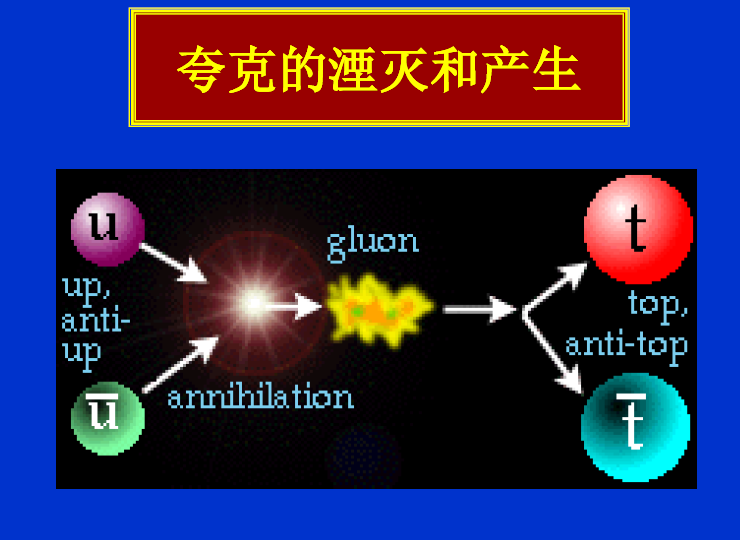 夸克的湮灭和产生
u
gluon
t
up,
anti-
up
top,
anti-top
annihilation
u̅
t̅